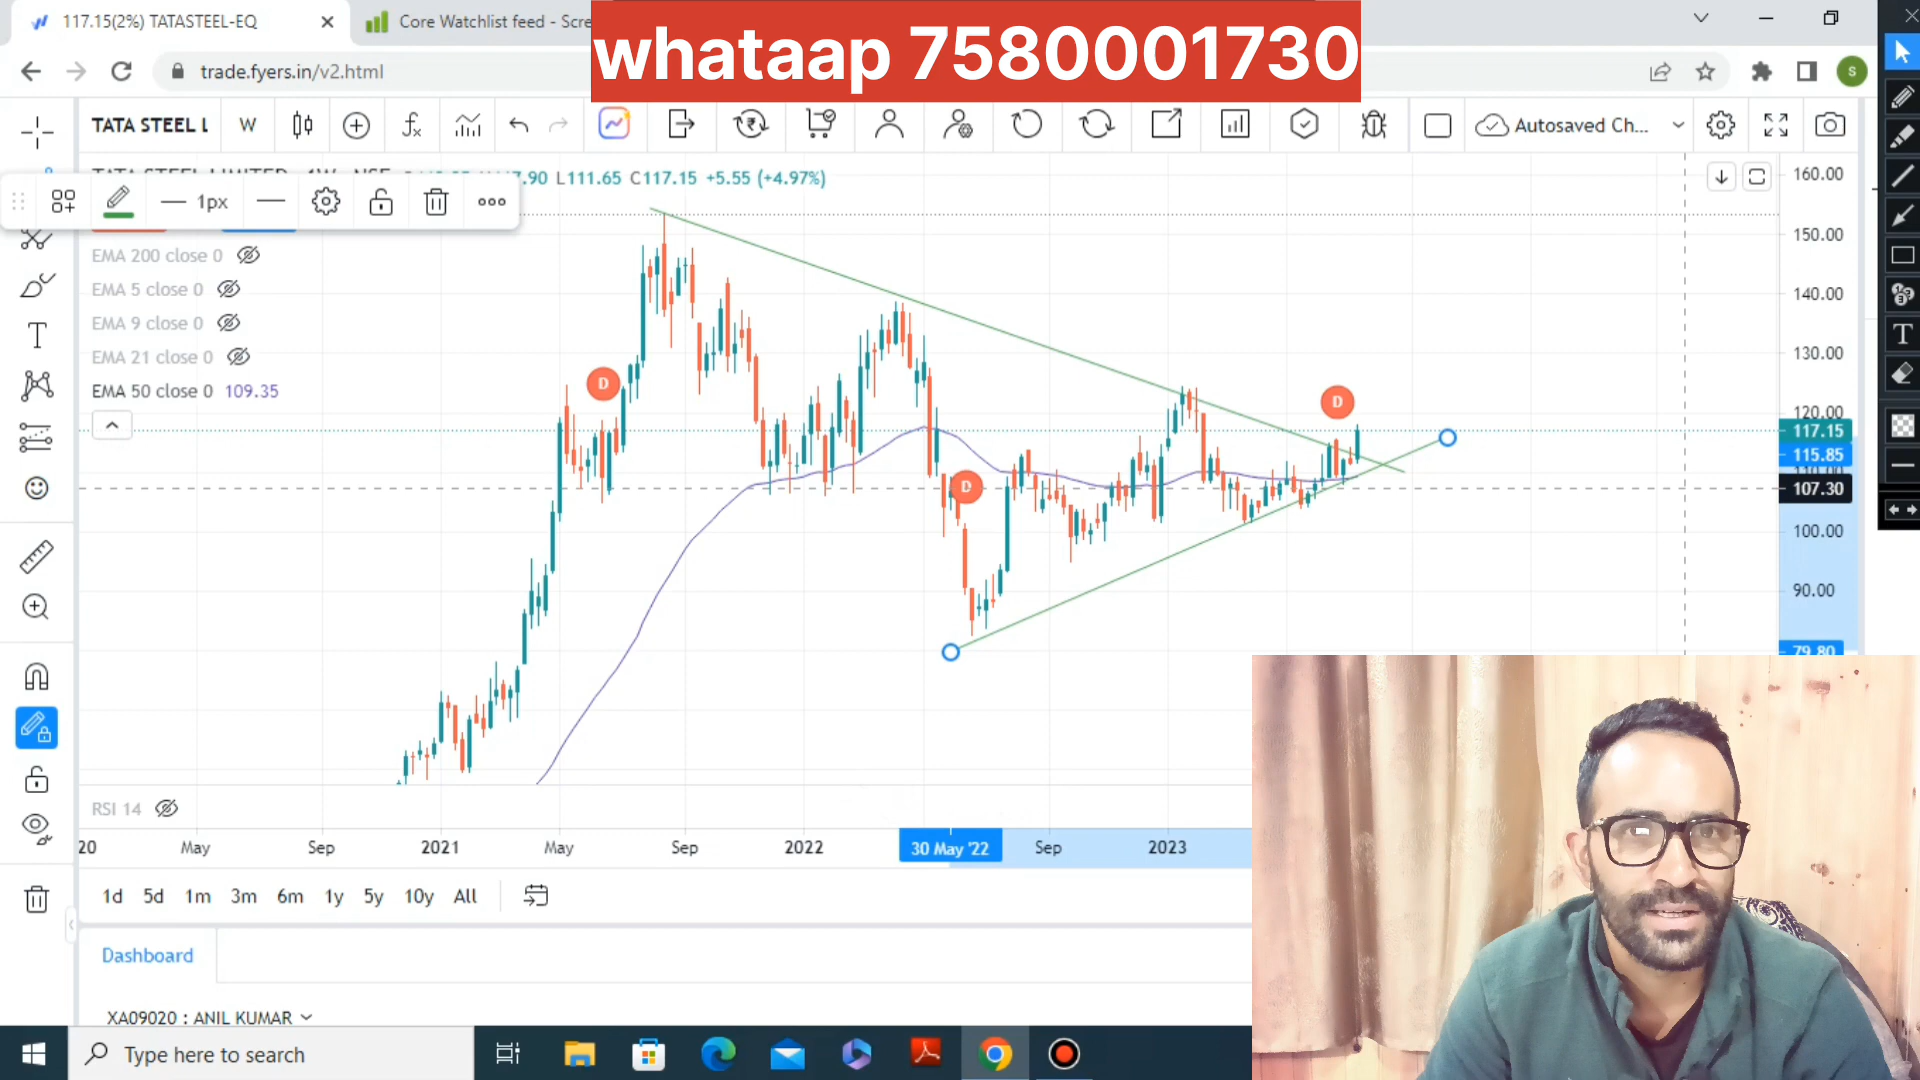 117.15(2%) TATASTEEL-EQ
Core Watchlist feed - Scre
whataap 7580001730
trade.fyers.in/v2.html
S
TATA STEEL L
W
Autosaved Ch...
.90 L111.65 C117.15 +5.55 (+4.97%)
1px
EMA 200 close 0
EMA 5 close 0
EMA 9 close 0
EMA 21 close 0
EMA 50 close 0 109.35
D
D
D
160.00
150.00
140.00
130.00
120.00
117.15
115.85
110.00
107.30
100.00
90.00
79.80
RSI 14
20
May
Sep
2021
May
Sep
2022
30 May '22
Sep
2023
1d 5d 1m 3m 6m 1y 5y 10y All
Dashboard
XA09020 : ANIL KUMAR
Type here to search